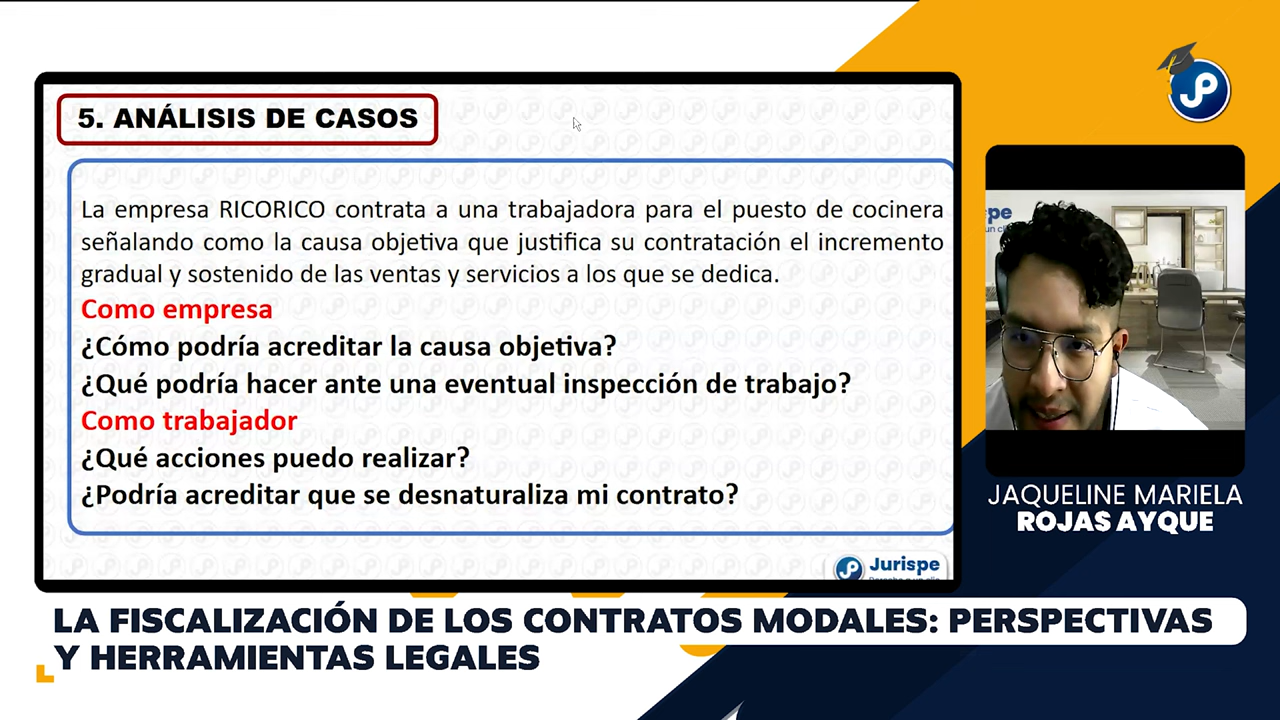 5. ANÁLISIS DE CASOS
La empresa RICORICO contrata a una trabajadora para el puesto de cocinera
señalando como la causa objetiva que justifica su contratación el incremento
gradual y sostenido de las ventas y servicios a los que se dedica.
Como empresa
¿Cómo podría acreditar la causa objetiva?
¿Qué podría hacer ante una eventual inspección de trabajo?
Como trabajador
¿Qué acciones puedo realizar?
¿Podría acreditar que se desnaturaliza mi contrato?
Jurispe
JP
JAQUELINE MARIELA
ROJAS AYQUE
LA FISCALIZACIÓN DE LOS CONTRATOS MODALES: PERSPECTIVAS
Y HERRAMIENTAS LEGALES